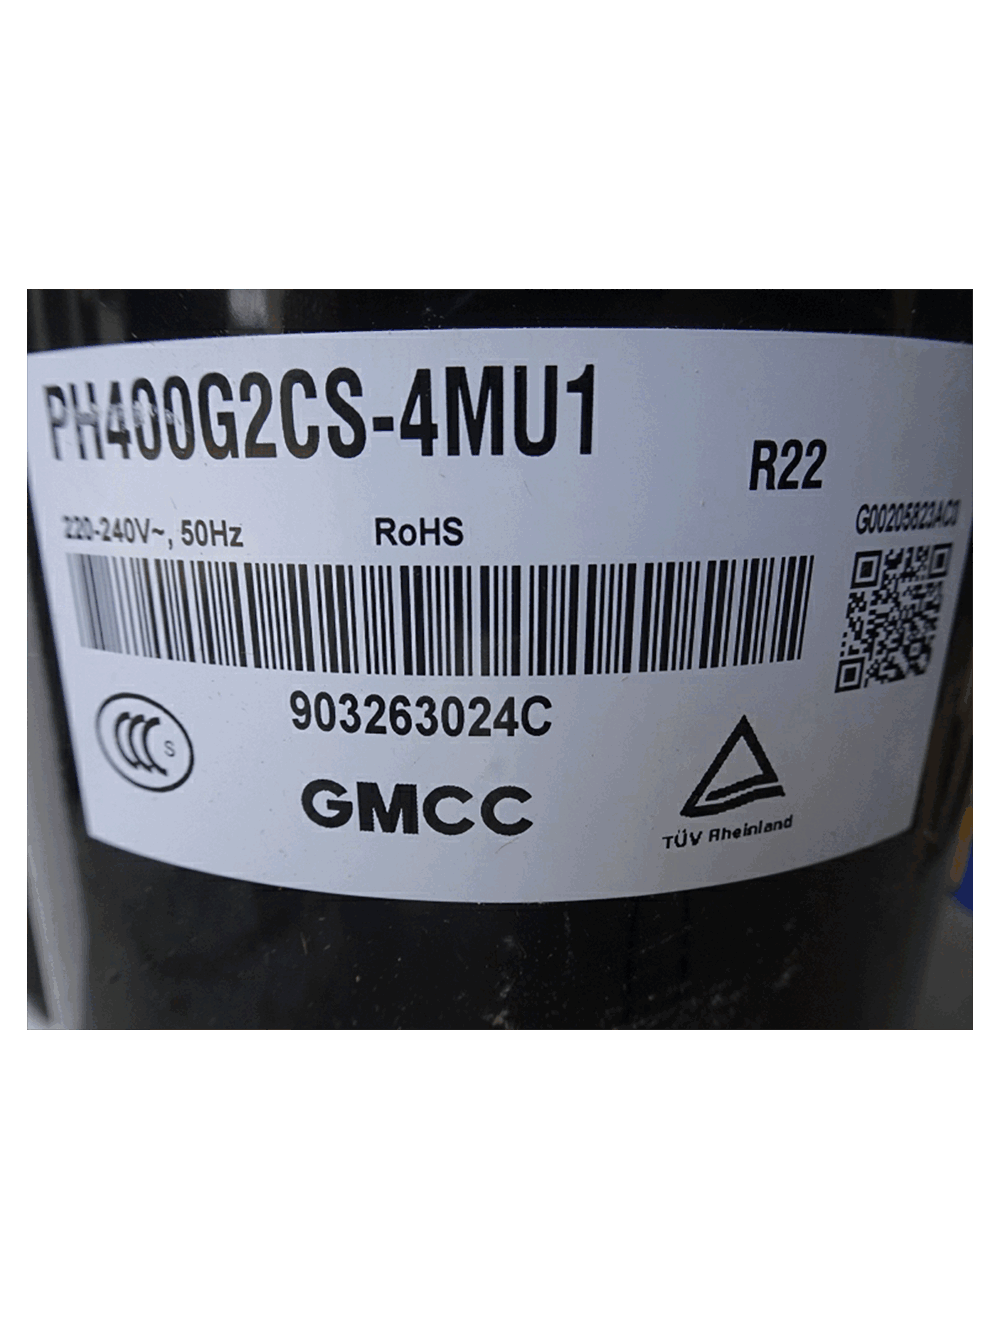 PH400G2CS-4MU1
R22
220-240V~, 50Hz
RoHS
G00205823AC0
903263024C
S
GMCC
TÜV Rheinland